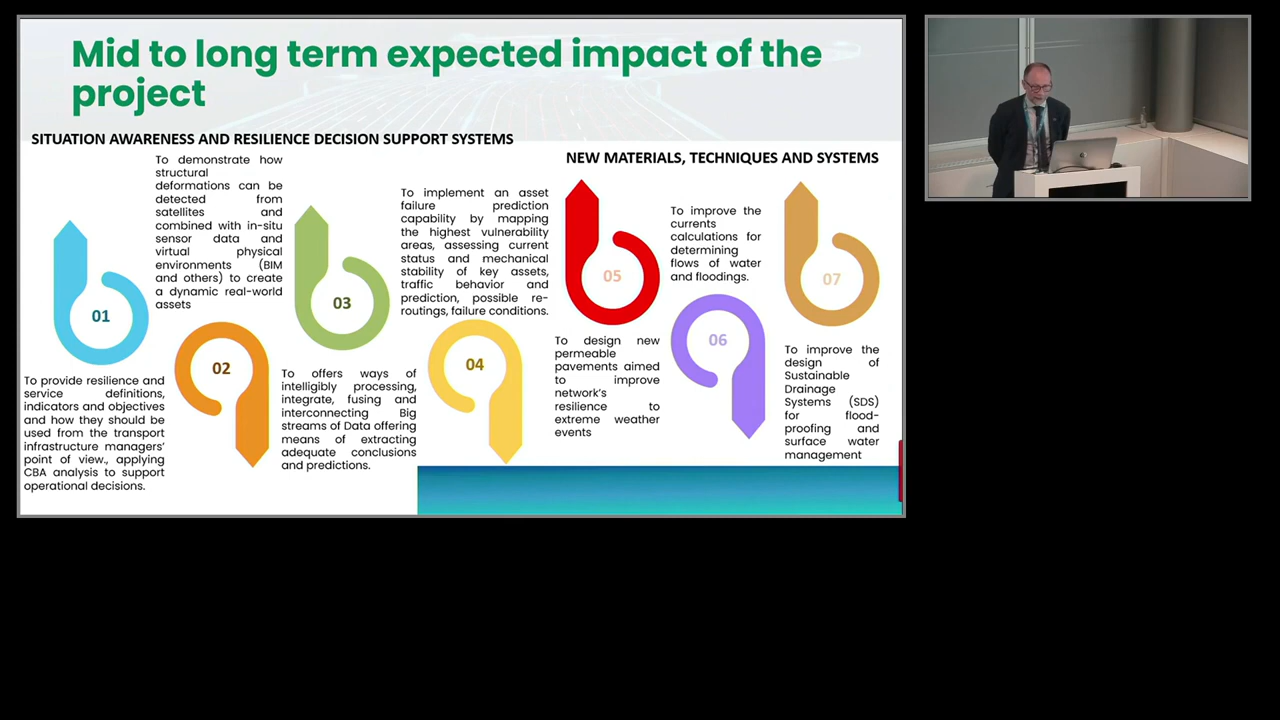 Mid to long term expected impact of the
project
SITUATION AWARENESS AND RESILIENCE DECISION SUPPORT SYSTEMS
01
To provide resilience and
service definitions,
indicators and objectives
and how they should be
used from the transport
infrastructure managers'
point of view., applying
CBA analysis to support
operational decisions.
To demonstrate how
structural
deformations can be
detected from
satellites and
combined with in-situ
sensor data and
virtual physical
environments (BIM
and others) to create
a dynamic real-world
assets
02
03
To offers ways of
intelligibly processing,
integrate, fusing and
interconnecting Big
streams of Data offering
means of extracting
adequate conclusions
and predictions.
To implement an asset
failure prediction
capability by mapping
the highest vulnerability
areas, assessing current
status and mechanical
stability of key assets,
traffic behavior and
prediction, possible re-
routings, failure conditions.
04
NEW MATERIALS, TECHNIQUES AND SYSTEMS
05
To design new
permeable
pavements aimed
to improve
network's
resilience to
extreme weather
events
To improve the
currents
calculations for
determining
flows of water
and floodings.
06
07
To improve the
design of
Sustainable
Drainage
Systems (SDS)
for flood-
proofing and
surface water
management